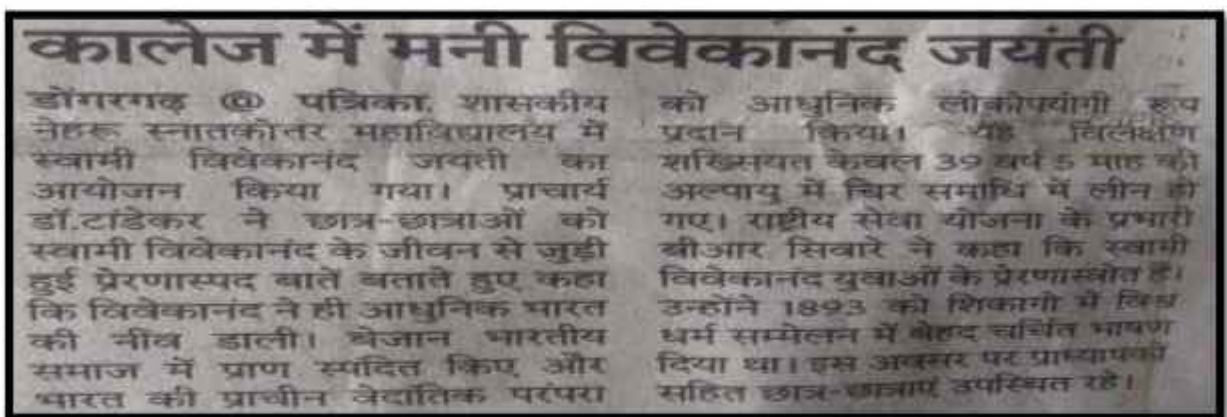 कालेज में मनी विवेकानंद जयंती
डोंगरगढ़ @ पत्रिका. शासकीय
नेहरू स्नातकोत्तर महाविद्यालय में
स्वामी विवेकानंद जयंती का
आयोजन किया गया। प्राचार्य
डॉ.टांडेकर ने छात्र-छात्राओं को
स्वामी विवेकानंद के जीवन से जुड़ी
हुई प्रेरणास्पद बातें बताते हुए कहा
कि विवेकानंद ने ही आधुनिक भारत
की नींव डाली। बेजान भारतीय
समाज में प्राण स्पंदित किए और
भारत की प्राचीन वेदांतिक परंपरा
को आधुनिक लोकोपयोगी रूप
प्रदान किया। यह विलक्षण
शख्सियत केवल 39 वर्ष 5 माह की
अल्पायु में चिर समाधि में लीन हो
गए। राष्ट्रीय सेवा योजना के प्रभारी
बीआर सिवारे ने कहा कि स्वामी
विवेकानंद युवाओं के प्रेरणास्त्रोत हैं।
उन्होंने 1893 को शिकागो में विश्व
धर्म सम्मेलन में बेहद चर्चित भाषण
दिया था। इस अवसर पर प्राध्यापकों
सहित छात्र-छात्राएं उपस्थित रहे।